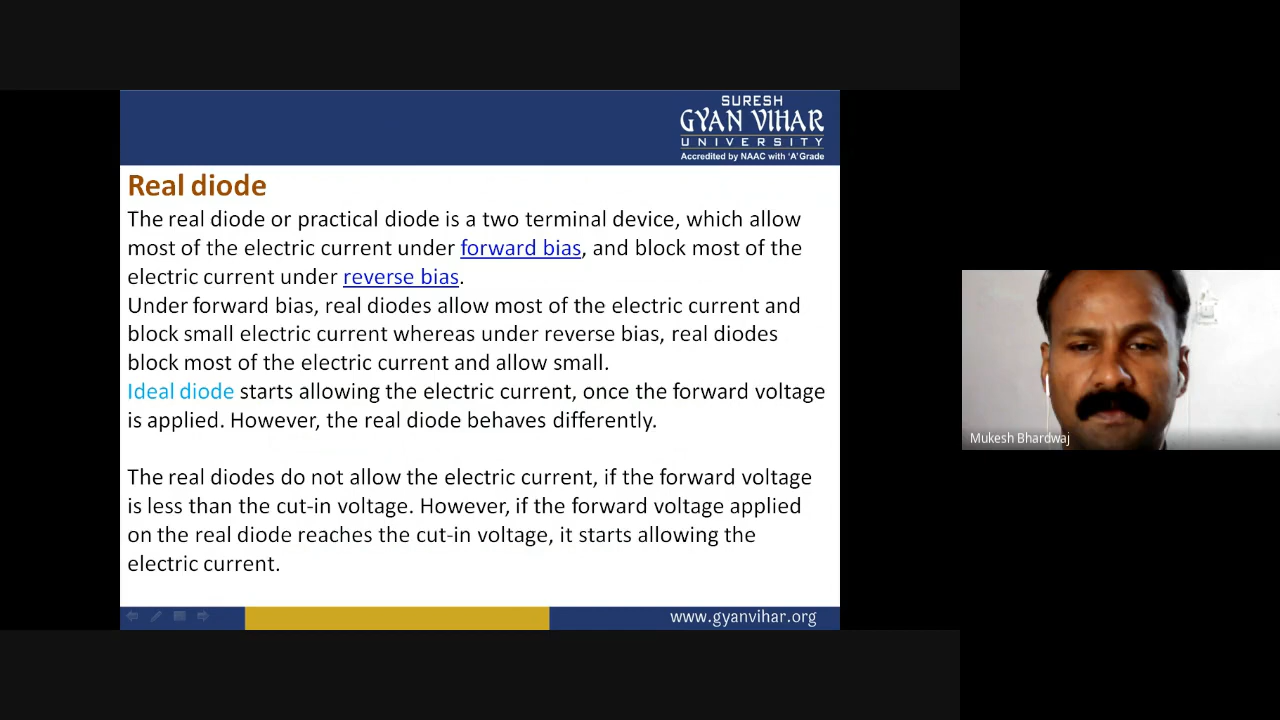 SURESH
GYAN VIHAR
UNIVERSITY
Accredited by NAAC with 'A' Grade
Real diode
The real diode or practical diode is a two terminal device, which allow
most of the electric current under forward bias, and block most of the
electric current under reverse bias.
Under forward bias, real diodes allow most of the electric current and
block small electric current whereas under reverse bias, real diodes
block most of the electric current and allow small.
Ideal diode starts allowing the electric current, once the forward voltage
is applied. However, the real diode behaves differently.
The real diodes do not allow the electric current, if the forward voltage
is less than the cut-in voltage. However, if the forward voltage applied
on the real diode reaches the cut-in voltage, it starts allowing the
electric current.
www.gyanvihar.org
Mukesh Bhardwaj